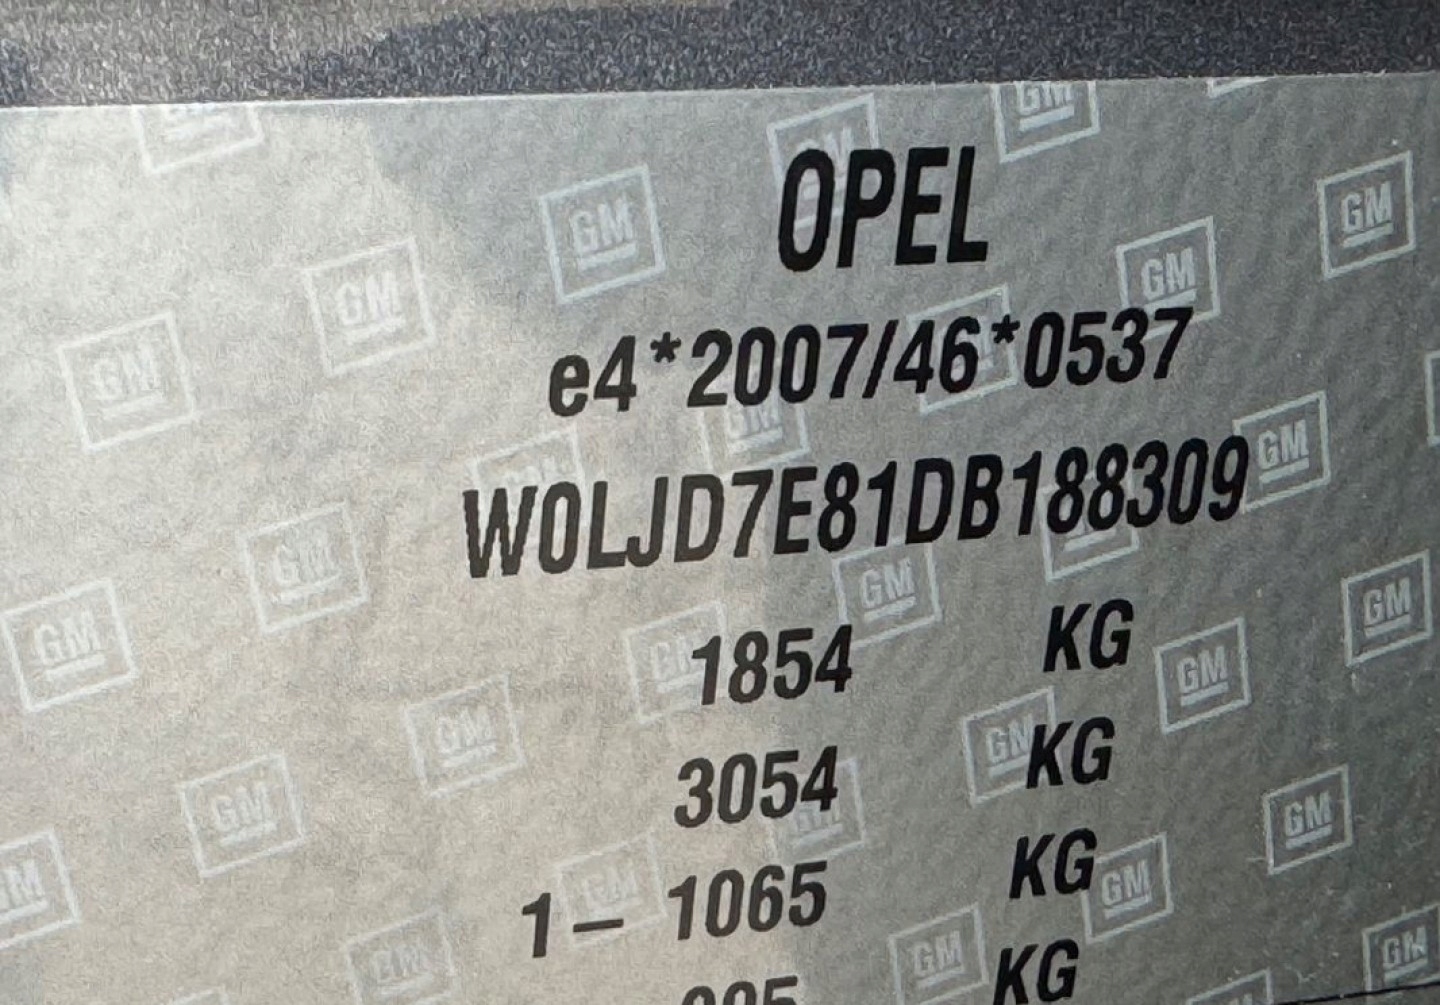 OPEL
e4*2007/46*0537
W0LJD7E81DB188309
1854 KG
3054 KG
1– 1065 KG
KG